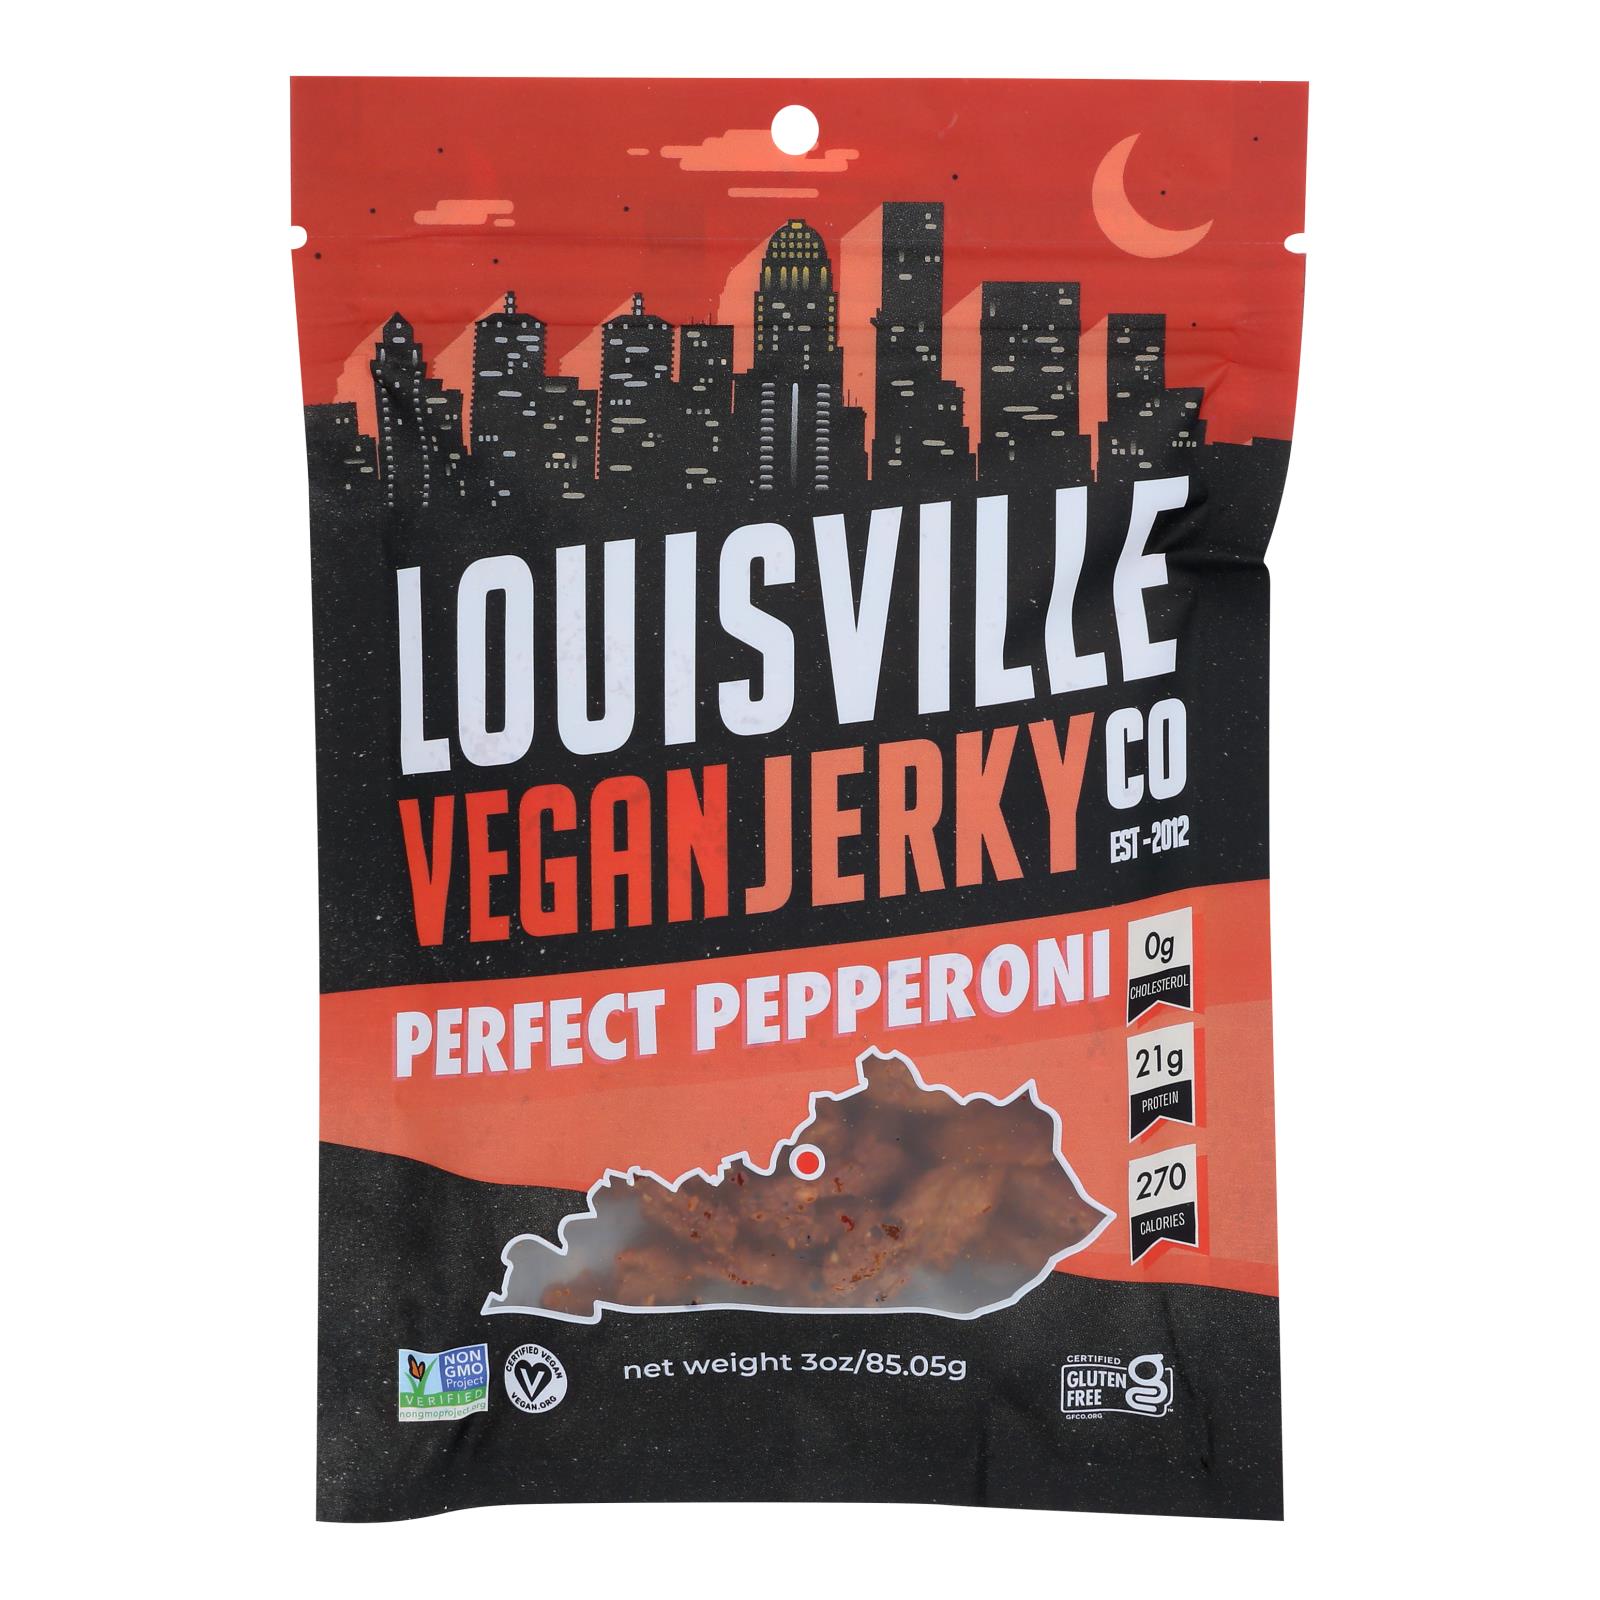 LOUISVILLE
VEGAN JERKY CO
EST-2012
PERFECT PEPPERONI
0g
CHOLESTEROL
21g
PROTEIN
270
CALORIES
NON
GMO
Project
VERIFIED
nongmoproject.org
CERTIFIED VEGAN
VEGAN.ORG
net weight 3oz/85.05g
CERTIFIED
GLUTEN
FREE
GFCO.ORG